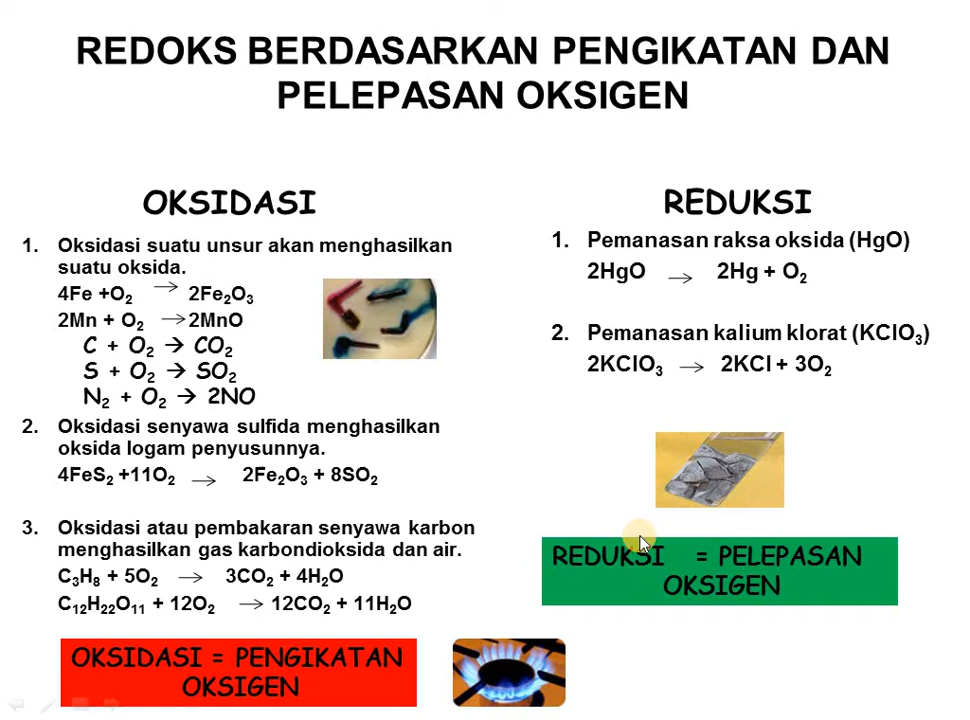 REDOKS BERDASARKAN PENGIKATAN DAN
PELEPASAN OKSIGEN
OKSIDASI
1. Oksidasi suatu unsur akan menghasilkan
suatu oksida.
4Fe +O₂ → 2Fe₂O₃
2Mn + O₂ → 2MnO
C + O₂ → CO₂
S + O₂ → SO₂
N₂ + O₂ → 2NO
2. Oksidasi senyawa sulfida menghasilkan
oksida logam penyusunnya.
4FeS₂ +11O₂ → 2Fe₂O₃ + 8SO₂
3. Oksidasi atau pembakaran senyawa karbon
menghasilkan gas karbondioksida dan air.
C₃H₈ + 5O₂ → 3CO₂ + 4H₂O
C₁₂H₂₂O₁₁ + 12O₂ → 12CO₂ + 11H₂O
OKSIDASI = PENGIKATAN
OKSIGEN
REDUKSI
1. Pemanasan raksa oksida (HgO)
2HgO → 2Hg + O₂
2. Pemanasan kalium klorat (KClO₃)
2KClO₃ → 2KCl + 3O₂
REDUKSI = PELEPASAN
OKSIGEN